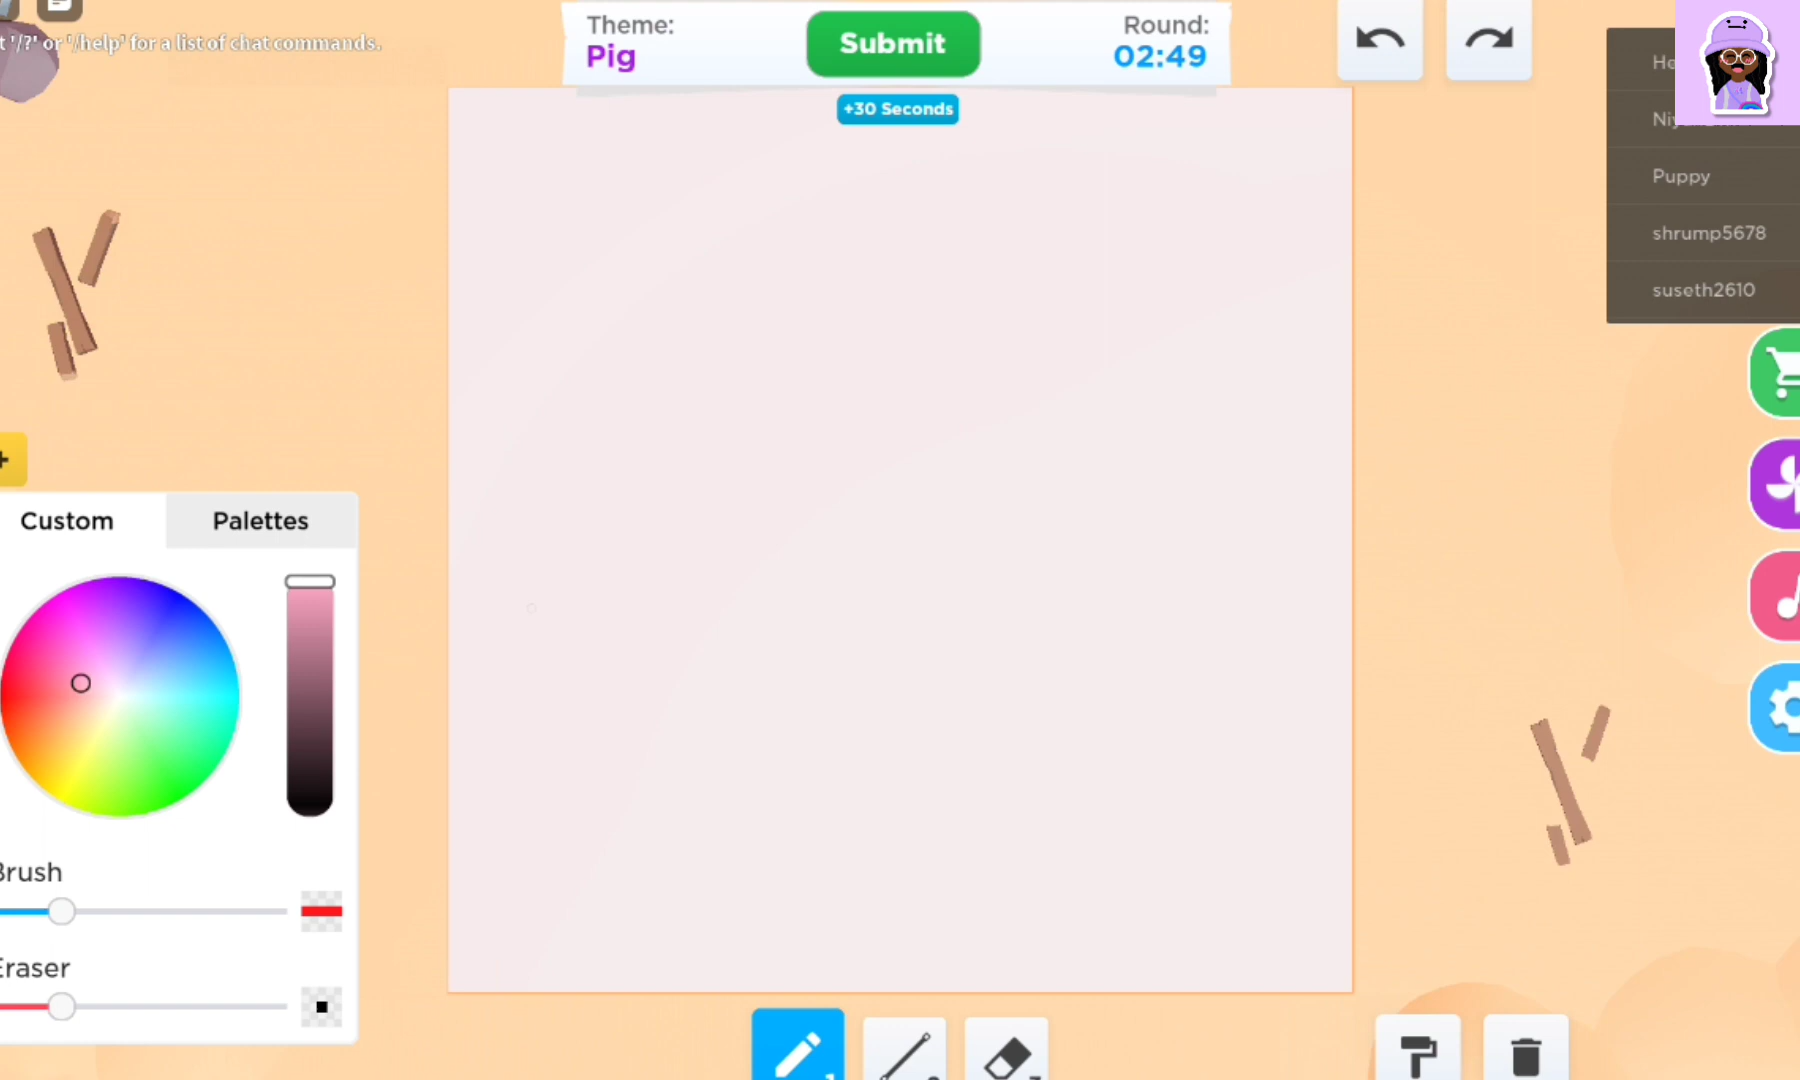 '/?' or '/help' for a list of chat commands.
Theme:
Pig
Submit
Round:
02:49
+30 Seconds
Puppy
shrump5678
suseth2610
Custom
Palettes
Brush
Eraser